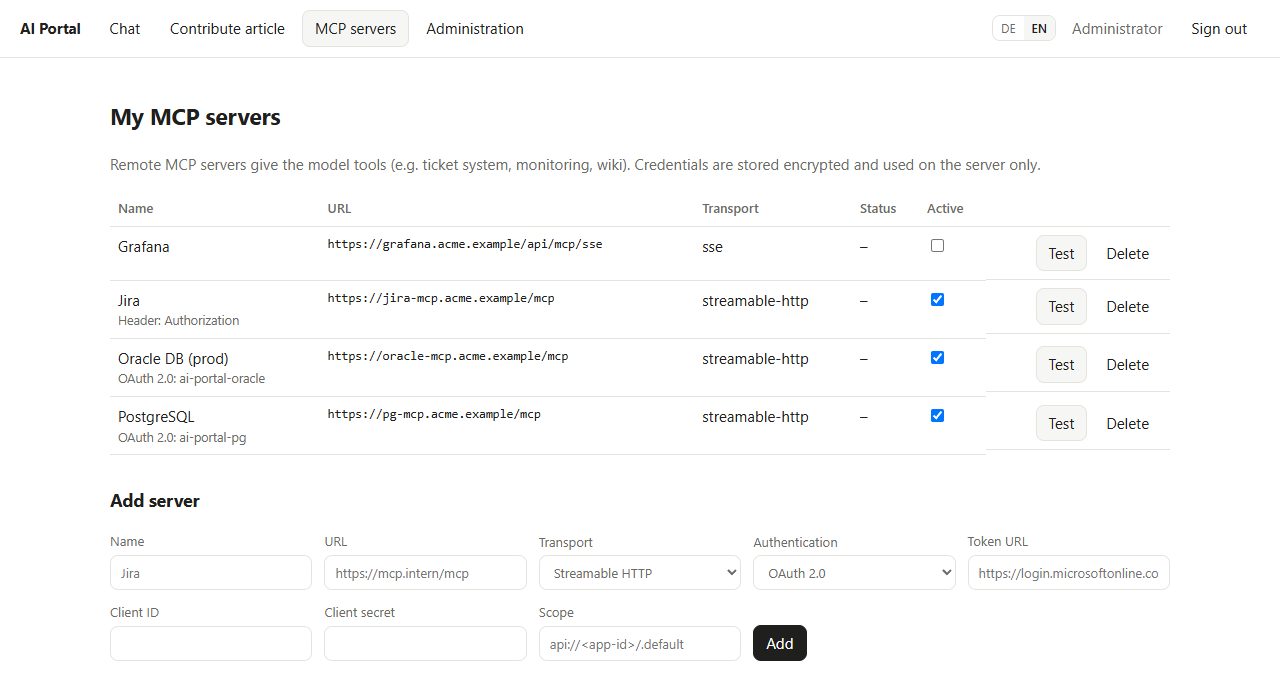 AI Portal Chat Contribute article MCP servers Administration DE EN Administrator Sign out
My MCP servers
Remote MCP servers give the model tools (e.g. ticket system, monitoring, wiki). Credentials are stored encrypted and used on the server only.
Name URL Transport Status Active
Grafana https://grafana.acme.example/api/mcp/sse sse – Test Delete
Jira https://jira-mcp.acme.example/mcp streamable-http – Test Delete
Header: Authorization
Oracle DB (prod) https://oracle-mcp.acme.example/mcp streamable-http – Test Delete
OAuth 2.0: ai-portal-oracle
PostgreSQL https://pg-mcp.acme.example/mcp streamable-http – Test Delete
OAuth 2.0: ai-portal-pg
Add server
Name URL Transport Authentication Token URL
Jira https://mcp.intern/mcp Streamable HTTP OAuth 2.0 https://login.microsoftonline.co
Client ID Client secret Scope
api://<app-id>/.default Add